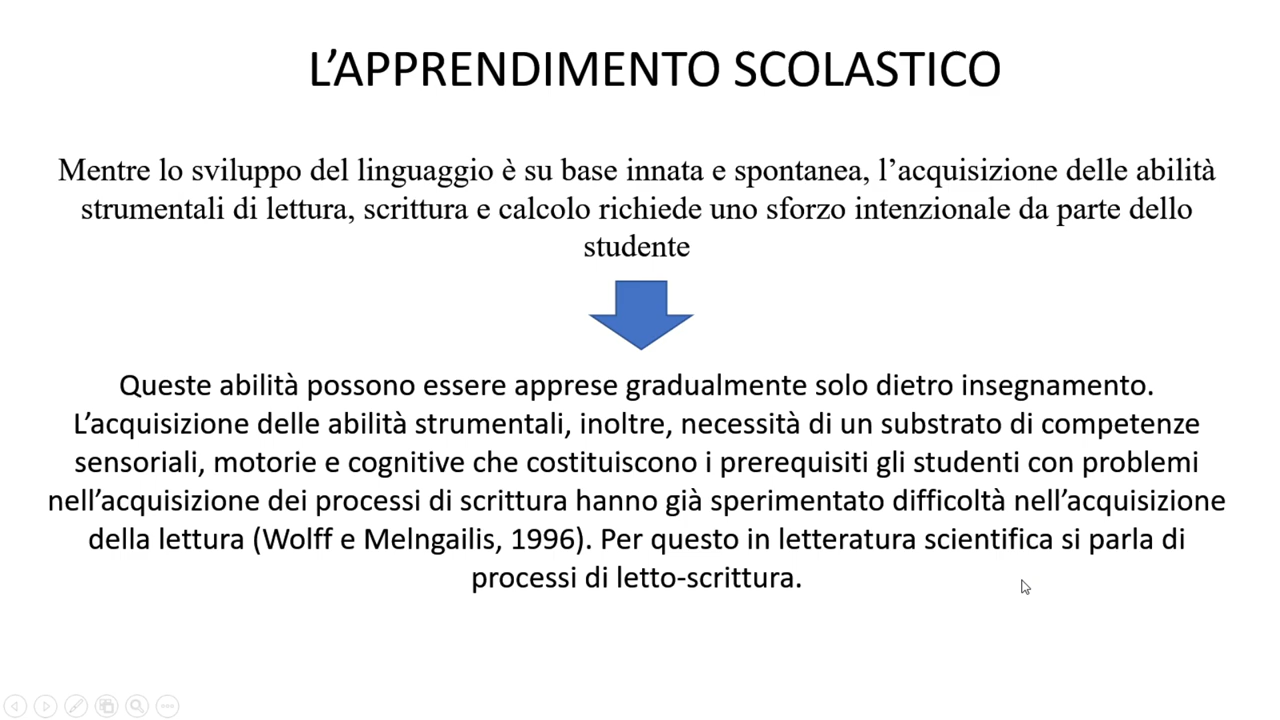 L’APPRENDIMENTO SCOLASTICO
Mentre lo sviluppo del linguaggio è su base innata e spontanea, l’acquisizione delle abilità
strumentali di lettura, scrittura e calcolo richiede uno sforzo intenzionale da parte dello
studente
Queste abilità possono essere apprese gradualmente solo dietro insegnamento.
L’acquisizione delle abilità strumentali, inoltre, necessità di un substrato di competenze
sensoriali, motorie e cognitive che costituiscono i prerequisiti gli studenti con problemi
nell’acquisizione dei processi di scrittura hanno già sperimentato difficoltà nell’acquisizione
della lettura (Wolff e Melngailis, 1996). Per questo in letteratura scientifica si parla di
processi di letto-scrittura.